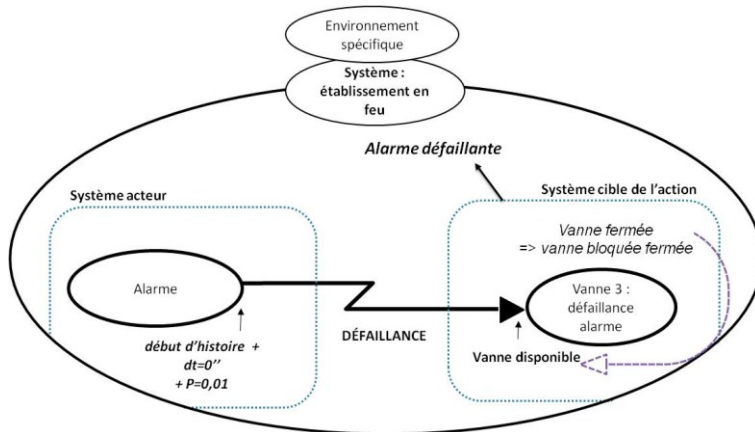 Environnement
spécifique
Système :
établissement en
feu
Alarme défaillante
Système acteur
Système cible de l'action
Vanne fermée
=> vanne bloquée fermée
Alarme
Vanne 3 :
défaillance
alarme
DÉFAILLANCE
début d'histoire +
dt=0''
+ P=0,01
Vanne disponible